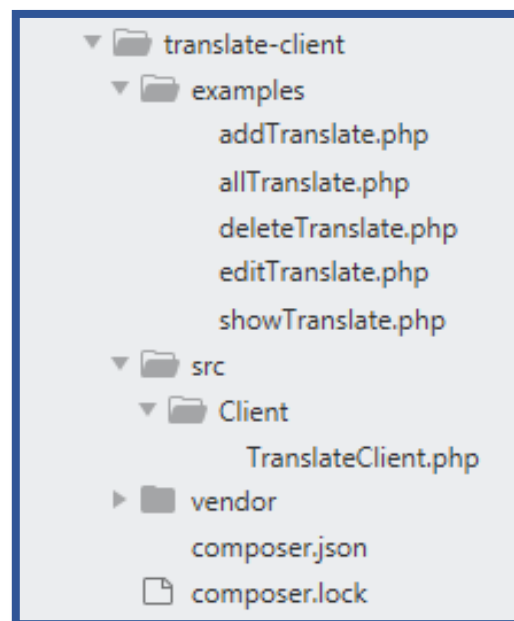 translate-client
examples
addTranslate.php
allTranslate.php
deleteTranslate.php
editTranslate.php
showTranslate.php
src
Client
TranslateClient.php
vendor
composer.json
composer.lock